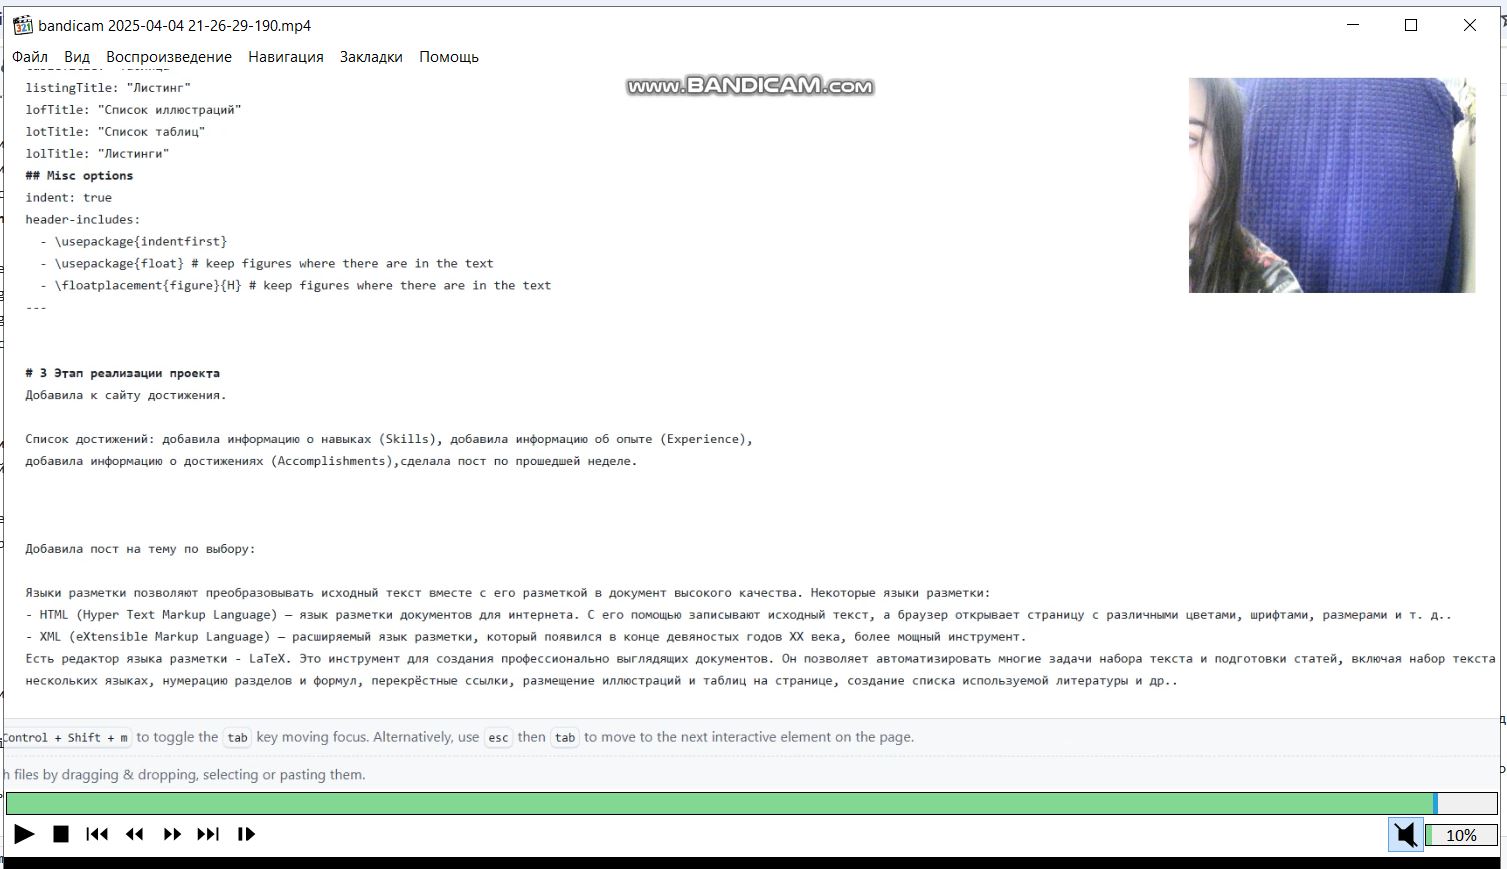 bandicam 2025-04-04 21-26-29-190.mp4
Файл Вид Воспроизведение Навигация Закладки Помощь
www.BANDICAM.com
listingTitle: "Листинг"
lofTitle: "Список иллюстраций"
lotTitle: "Список таблиц"
lolTitle: "Листинги"
## Misc options
indent: true
header-includes:
- \usepackage{indentfirst}
- \usepackage{float} # keep figures where there are in the text
- \floatplacement{figure}{H} # keep figures where there are in the text
---
# 3 Этап реализации проекта
Добавила к сайту достижения.
Список достижений: добавила информацию о навыках (Skills), добавила информацию об опыте (Experience),
добавила информацию о достижениях (Accomplishments),сделала пост по прошедшей неделе.
Добавила пост на тему по выбору:
Языки разметки позволяют преобразовывать исходный текст вместе с его разметкой в документ высокого качества. Некоторые языки разметки:
- HTML (Hyper Text Markup Language) — язык разметки документов для интернета. С его помощью записывают исходный текст, а браузер открывает страницу с различными цветами, шрифтами, размерами и т. д..
- XML (eXtensible Markup Language) — расширяемый язык разметки, который появился в конце девяностых годов XX века, более мощный инструмент.
Есть редактор языка разметки - LaTeX. Это инструмент для создания профессионально выглядящих документов. Он позволяет автоматизировать многие задачи набора текста и подготовки статей, включая набор текста
нескольких языках, нумерацию разделов и формул, перекрёстные ссылки, размещение иллюстраций и таблиц на странице, создание списка используемой литературы и др..
Control + Shift + m to toggle the tab key moving focus. Alternatively, use esc then tab to move to the next interactive element on the page.
h files by dragging & dropping, selecting or pasting them.
10%